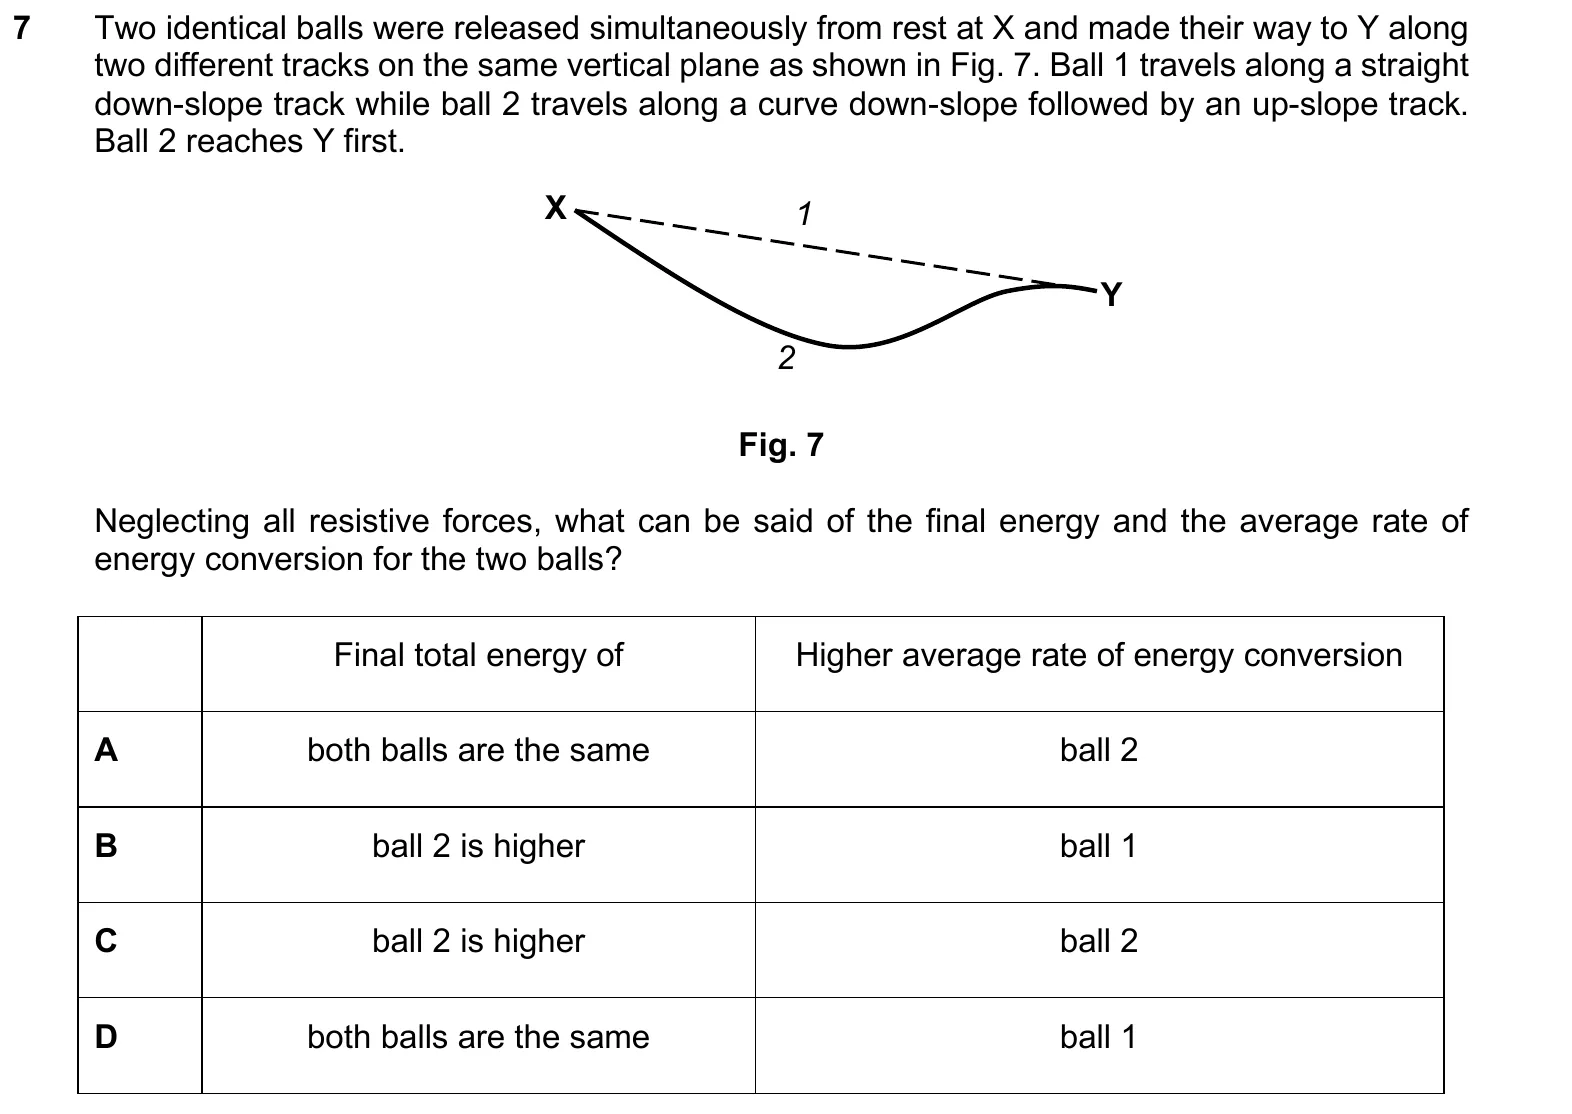 7 Two identical balls were released simultaneously from rest at X and made their way to Y along
two different tracks on the same vertical plane as shown in Fig. 7. Ball 1 travels along a straight
down-slope track while ball 2 travels along a curve down-slope followed by an up-slope track.
Ball 2 reaches Y first.
X
1
Y
2
Fig. 7
Neglecting all resistive forces, what can be said of the final energy and the average rate of
energy conversion for the two balls?
Final total energy of Higher average rate of energy conversion
A both balls are the same ball 2
B ball 2 is higher ball 1
C ball 2 is higher ball 2
D both balls are the same ball 1